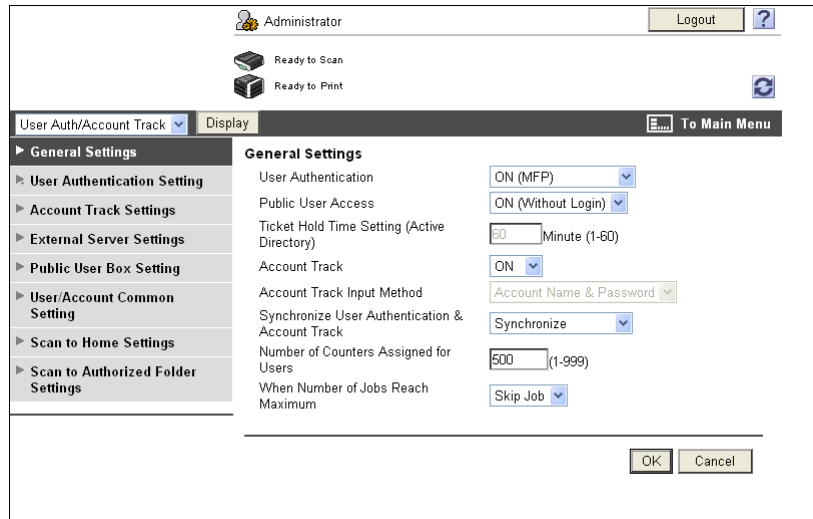 Administrator
Logout
?
Ready to Scan
Ready to Print
User Auth/Account Track
Display
To Main Menu
General Settings
User Authentication Setting
Account Track Settings
External Server Settings
Public User Box Setting
User/Account Common
Setting
Scan to Home Settings
Scan to Authorized Folder
Settings
General Settings
User Authentication
ON (MFP)
Public User Access
ON (Without Login)
Ticket Hold Time Setting (Active
Directory)
60
Minute (1-60)
Account Track
ON
Account Track Input Method
Account Name & Password
Synchronize User Authentication &
Account Track
Synchronize
Number of Counters Assigned for
Users
500
(1-999)
When Number of Jobs Reach
Maximum
Skip Job
OK
Cancel